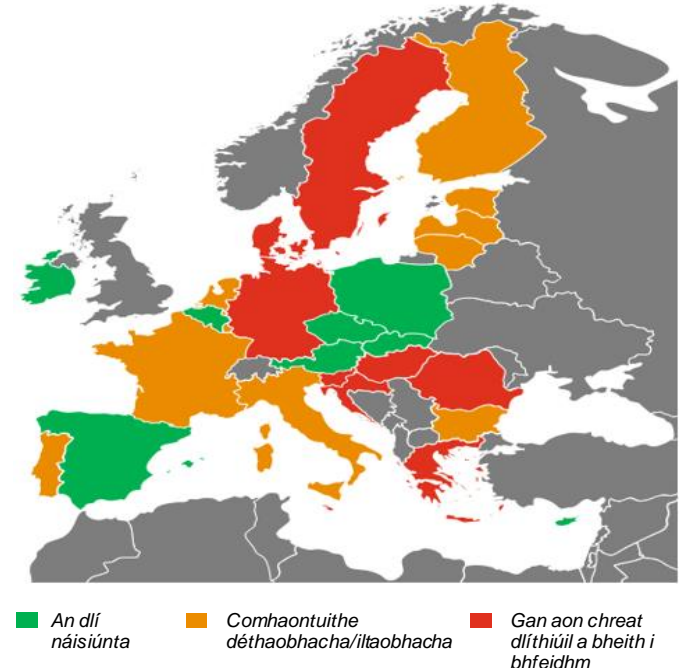 An dlí
náisiúnta
Comhaontuithe
déthaobhacha/iltaobhacha
Gan aon chreat
dlíthiúil a bheith i
bhfeidhm